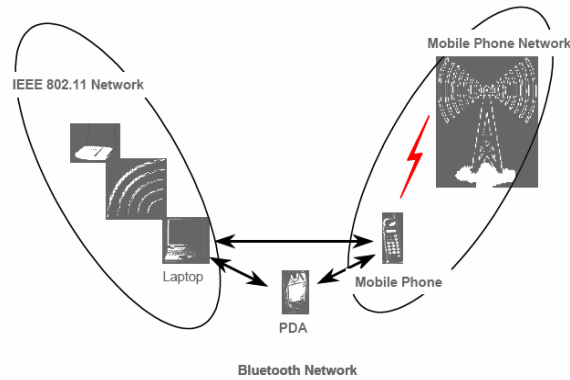 Mobile Phone Network
IEEE 802.11 Network
Laptop
Mobile Phone
PDA
Bluetooth Network